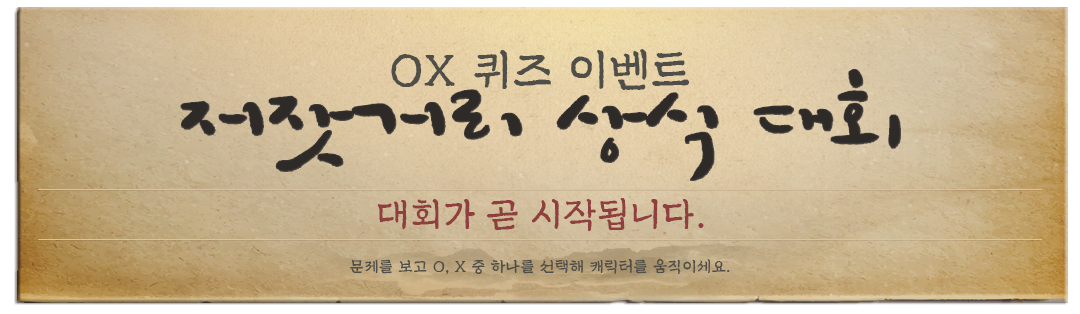 OX 퀴즈 이벤트
저잣거리 상식 대회
대회가 곧 시작됩니다.
문제를 보고 O, X 중 하나를 선택해 캐릭터를 움직이세요.